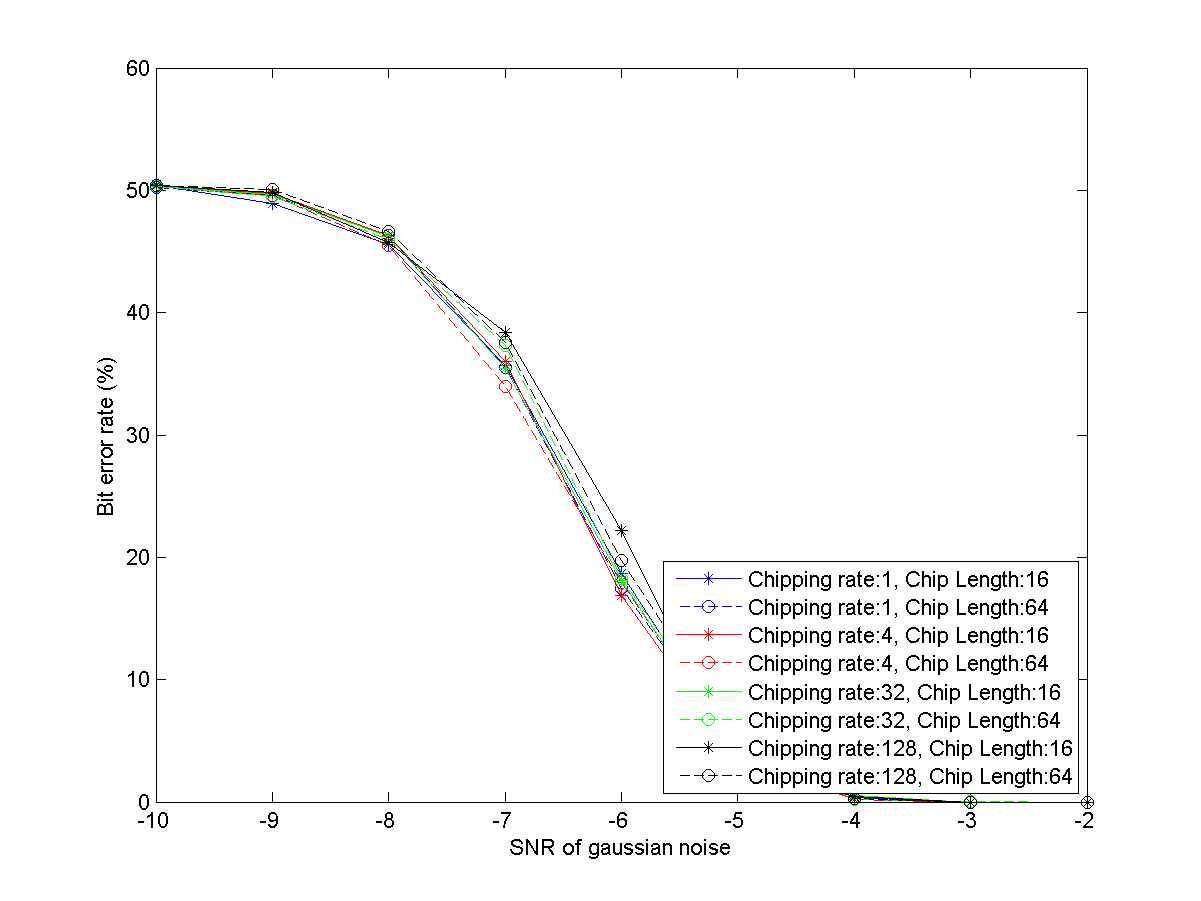 60
50
40
30
20
10
0
Bit error rate (%)
-10 -9 -8 -7 -6 -5 -4 -3 -2
SNR of gaussian noise
Chipping rate:1, Chip Length:16
Chipping rate:1, Chip Length:64
Chipping rate:4, Chip Length:16
Chipping rate:4, Chip Length:64
Chipping rate:32, Chip Length:16
Chipping rate:32, Chip Length:64
Chipping rate:128, Chip Length:16
Chipping rate:128, Chip Length:64